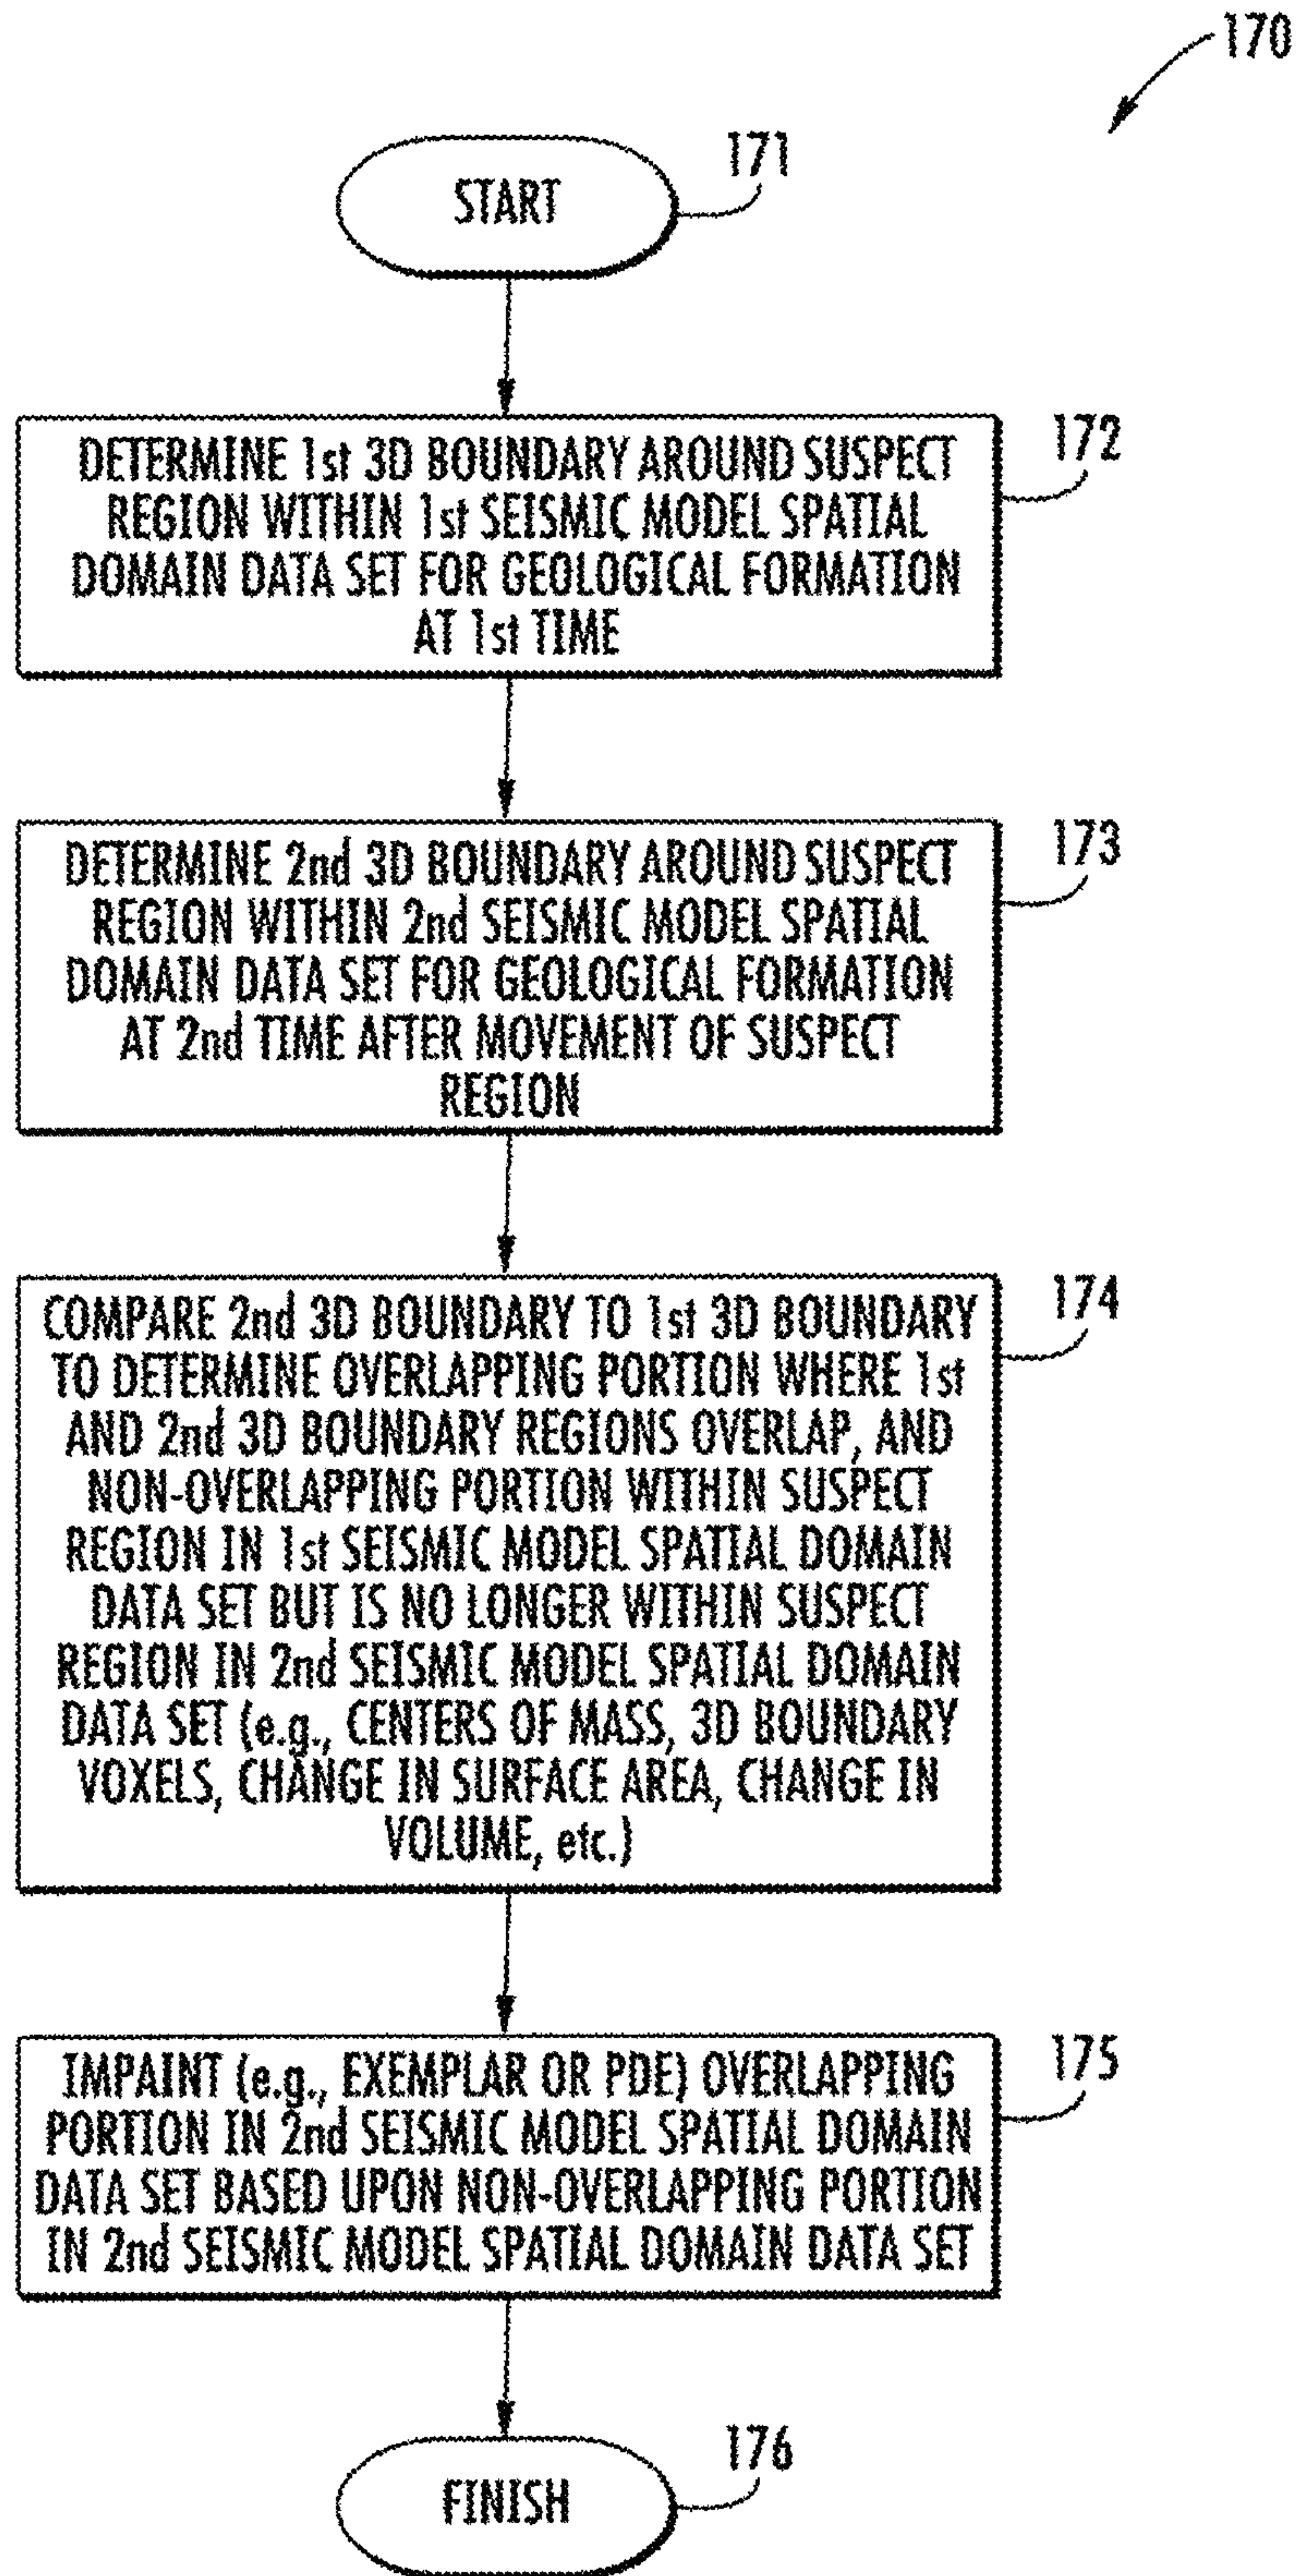 170
START
171
DETERMINE 1st 3D BOUNDARY AROUND SUSPECT
REGION WITHIN 1st SEISMIC MODEL SPATIAL
DOMAIN DATA SET FOR GEOLOGICAL FORMATION
AT 1st TIME
172
DETERMINE 2nd 3D BOUNDARY AROUND SUSPECT
REGION WITHIN 2nd SEISMIC MODEL SPATIAL
DOMAIN DATA SET FOR GEOLOGICAL FORMATION
AT 2nd TIME AFTER MOVEMENT OF SUSPECT
REGION
173
COMPARE 2nd 3D BOUNDARY TO 1st 3D BOUNDARY
TO DETERMINE OVERLAPPING PORTION WHERE 1st
AND 2nd 3D BOUNDARY REGIONS OVERLAP, AND
NON-OVERLAPPING PORTION WITHIN SUSPECT
REGION IN 1st SEISMIC MODEL SPATIAL DOMAIN
DATA SET BUT IS NO LONGER WITHIN SUSPECT
REGION IN 2nd SEISMIC MODEL SPATIAL DOMAIN
DATA SET (e.g., CENTERS OF MASS, 3D BOUNDARY
VOXELS, CHANGE IN SURFACE AREA, CHANGE IN
VOLUME, etc.)
174
IMPAINT (e.g., EXEMPLAR OR PDE) OVERLAPPING
PORTION IN 2nd SEISMIC MODEL SPATIAL DOMAIN
DATA SET BASED UPON NON-OVERLAPPING PORTION
IN 2nd SEISMIC MODEL SPATIAL DOMAIN DATA SET
175
FINISH
176